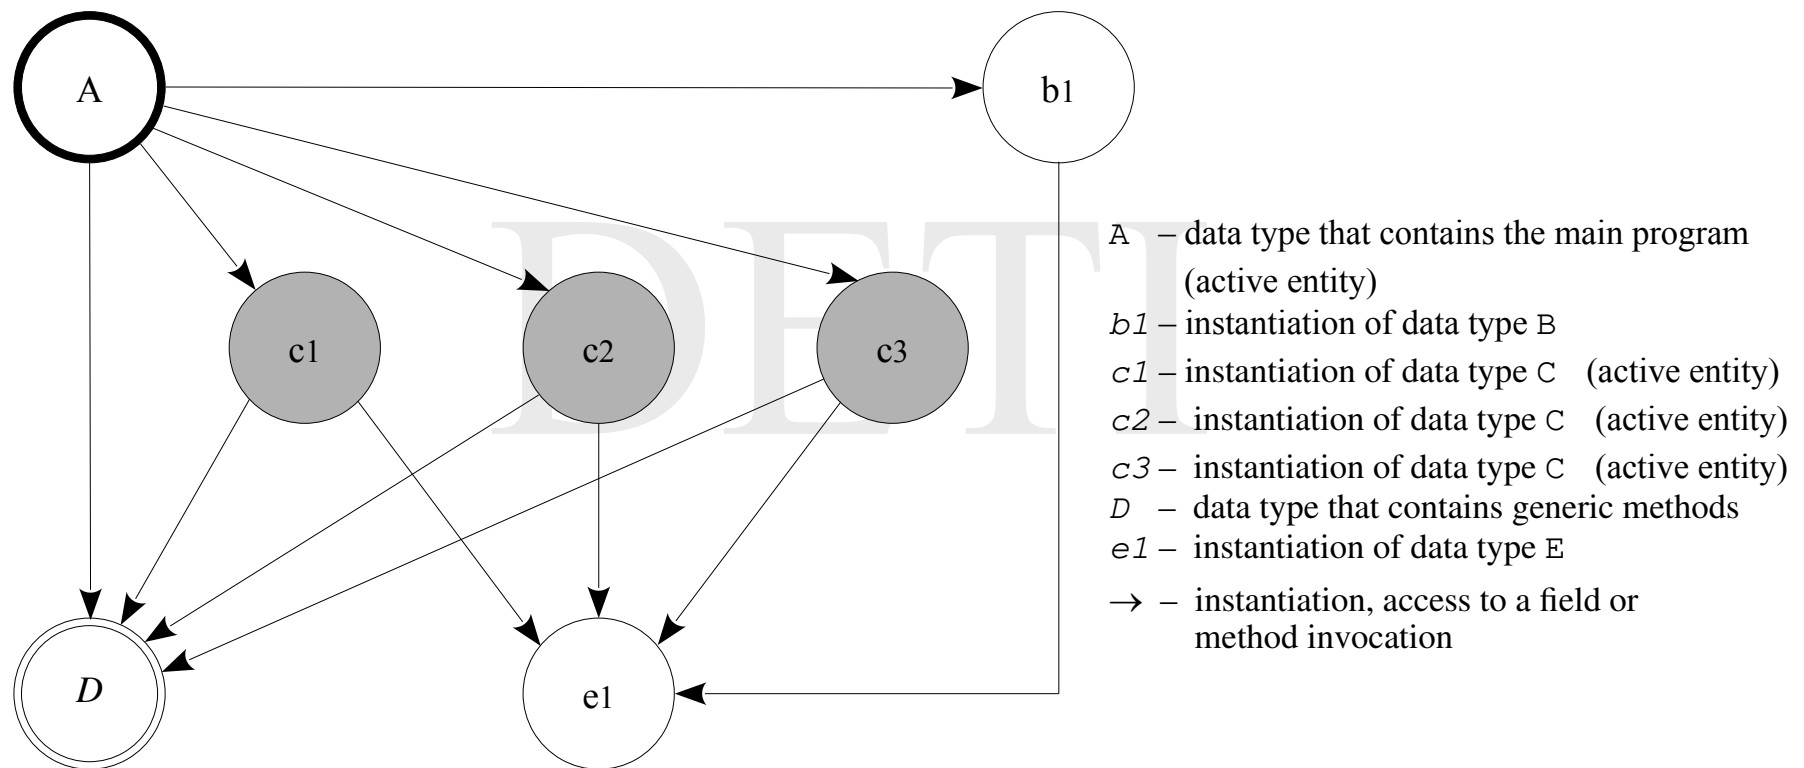 A
b1
c1
c2
c3
D
e1
DETI
A – data type that contains the main program
(active entity)
b1 – instantiation of data type B
c1 – instantiation of data type C (active entity)
c2 – instantiation of data type C (active entity)
c3 – instantiation of data type C (active entity)
D – data type that contains generic methods
e1 – instantiation of data type E
→ – instantiation, access to a field or
method invocation